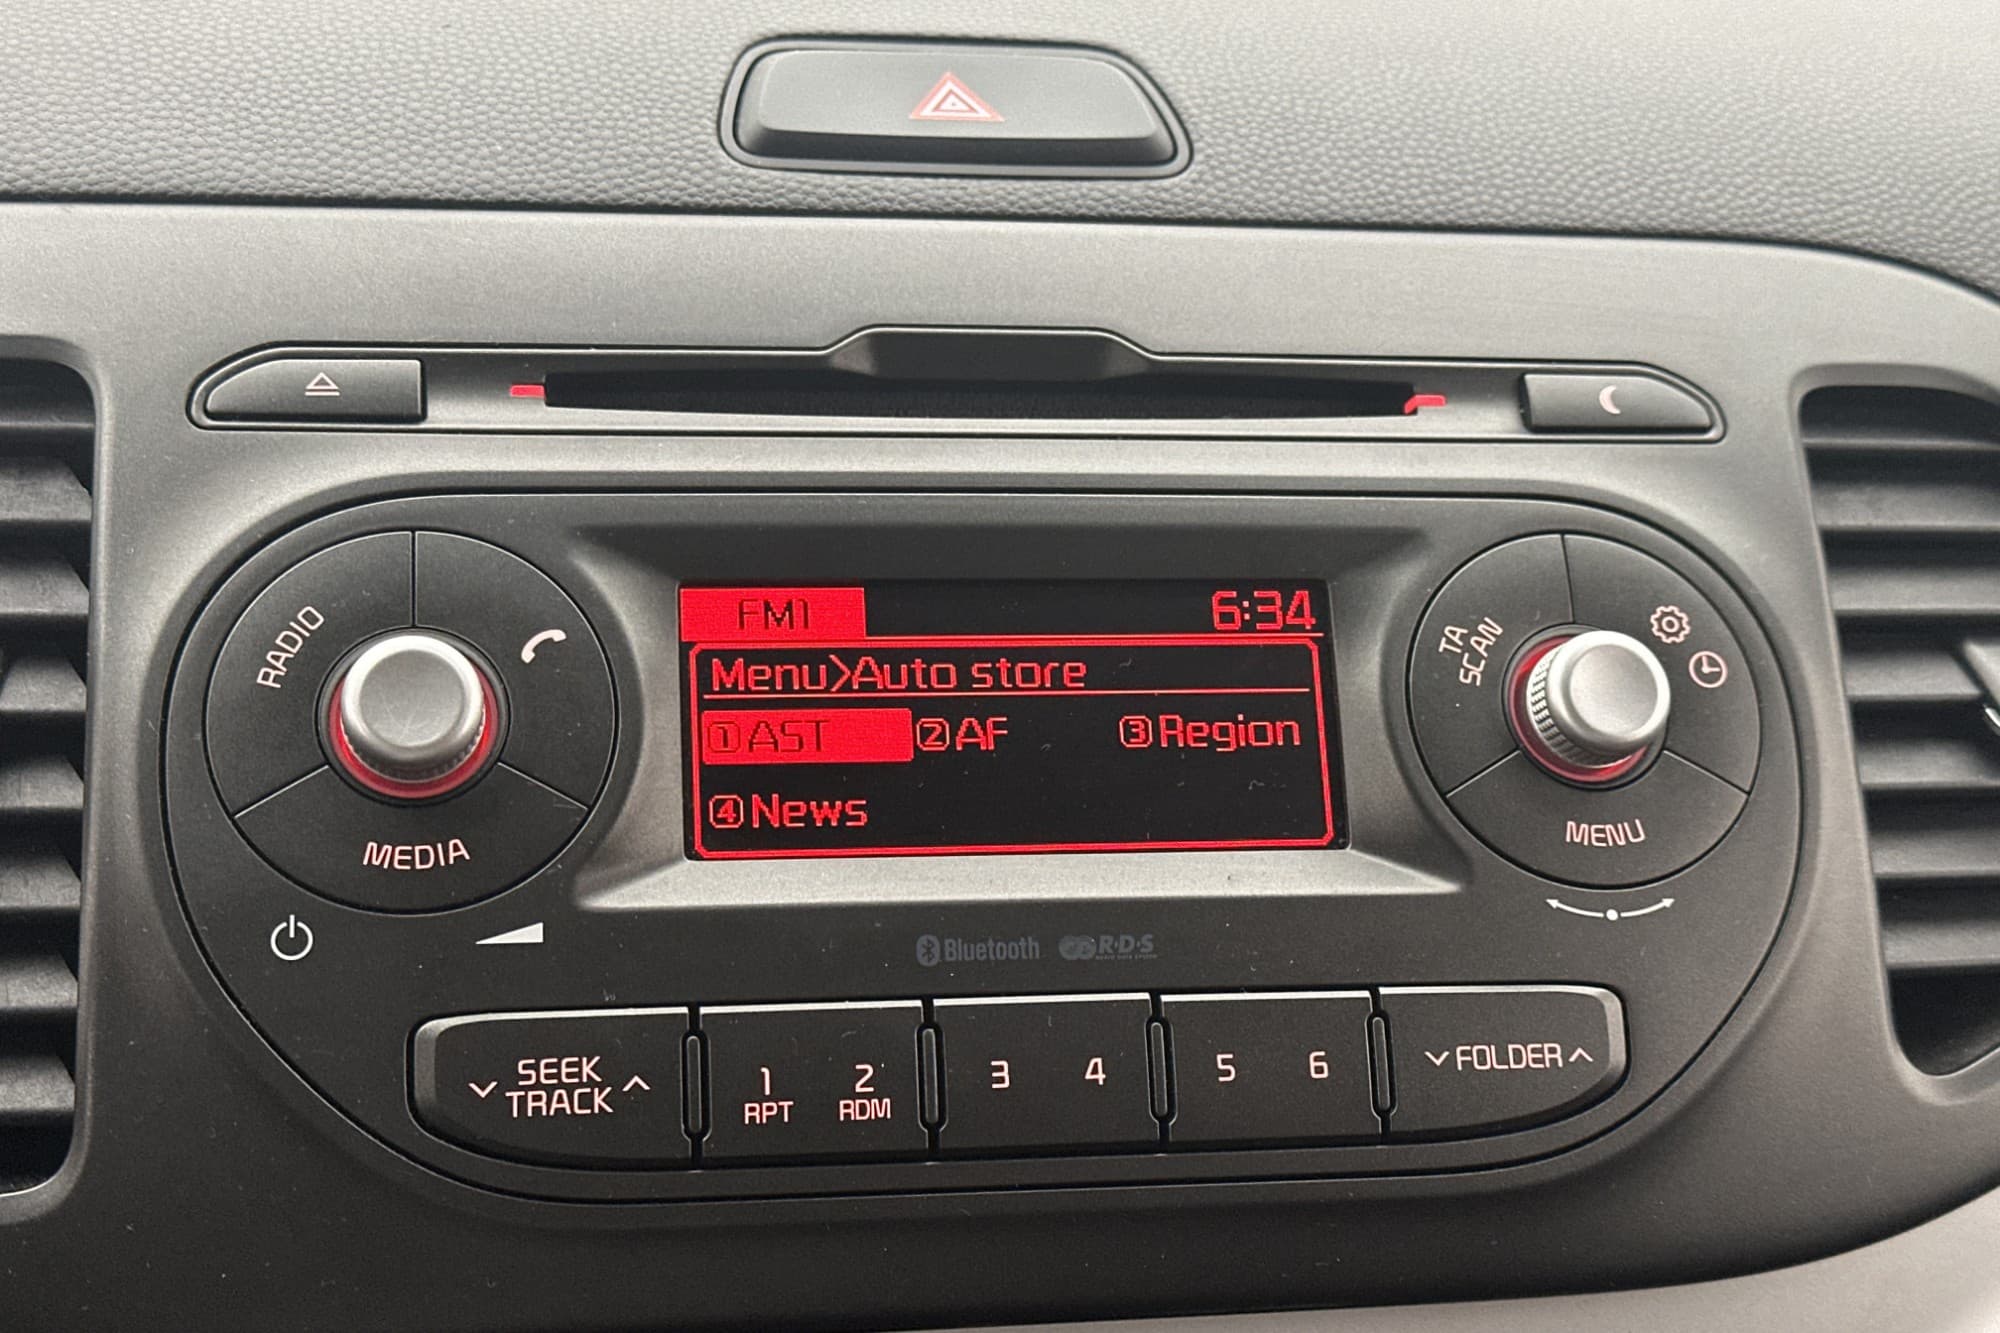 FM1 6:34
Menu>Auto store
①AST ②AF ③Region
④News
RADIO
MEDIA
TA
SCAN
MENU
Bluetooth R·D·S
SEEK
TRACK
1
RPT
2
RDM
3 4
5 6
FOLDER